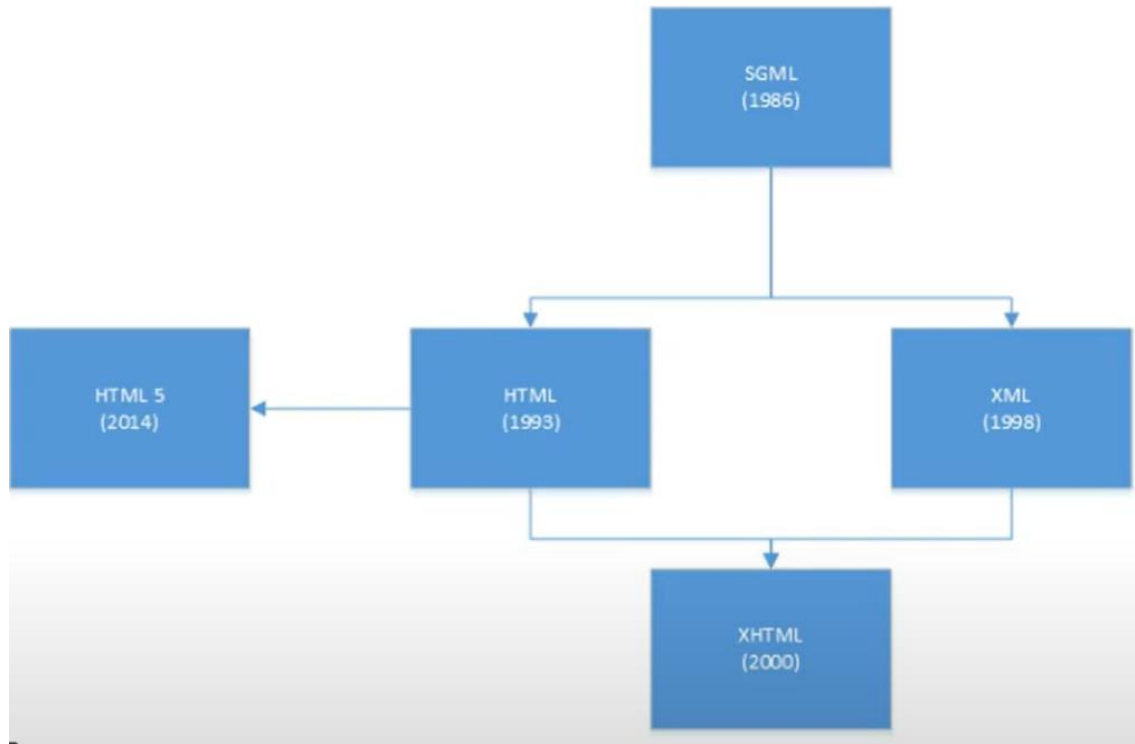 SGML
(1986)
HTML 5
(2014)
HTML
(1993)
XML
(1998)
XHTML
(2000)